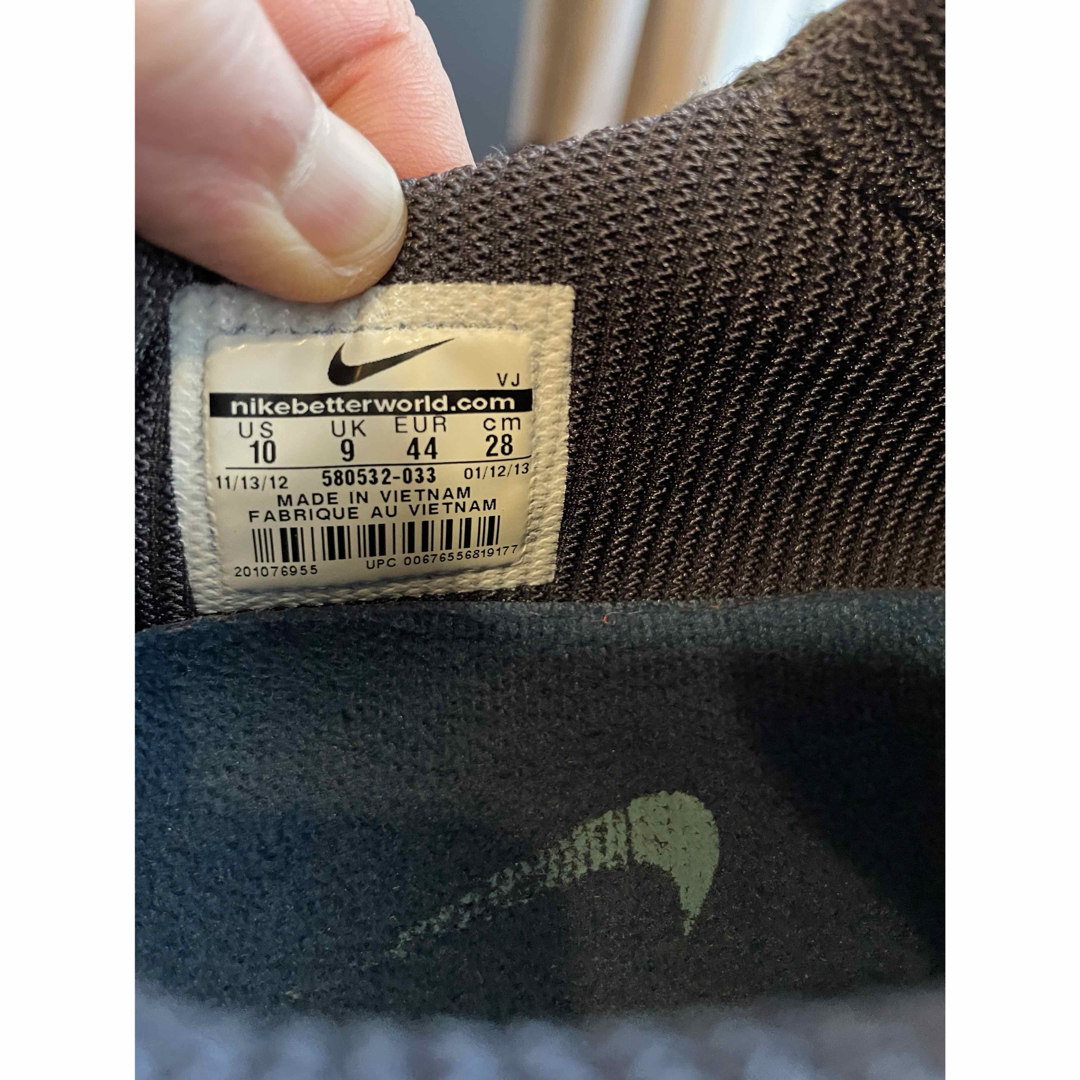 VJ
nikebetterworld.com
US UK EUR cm
10 9 44 28
11/13/12 580532-033 01/12/13
MADE IN VIETNAM
FABRIQUE AU VIETNAM
201076955 UPC 00676556819177